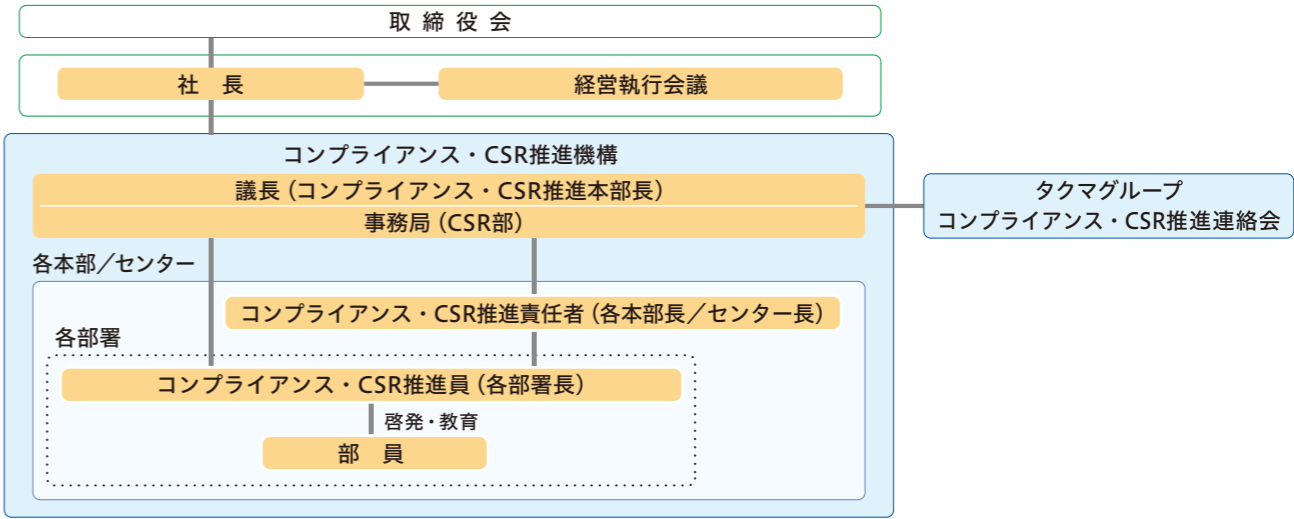 取締役会
社　長
経営執行会議
コンプライアンス・CSR推進機構
議長（コンプライアンス・CSR推進本部長）
事務局（CSR部）
タクマグループ
コンプライアンス・CSR推進連絡会
各本部／センター
コンプライアンス・CSR推進責任者（各本部長／センター長）
各部署
コンプライアンス・CSR推進員（各部署長）
啓発・教育
部　員